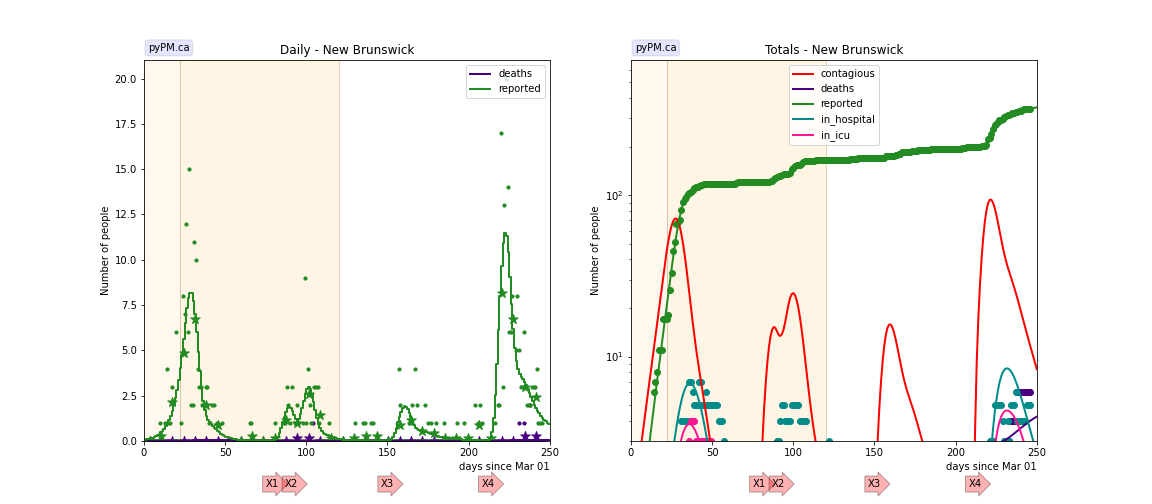 pyPM.ca
Daily - New Brunswick
deaths
reported
Number of people
20.0
17.5
15.0
12.5
10.0
7.5
5.0
2.5
0.0
0
50
100
150
200
250
days since Mar 01
X1
X2
X3
X4
pyPM.ca
Totals - New Brunswick
contagious
deaths
reported
in_hospital
in_icu
Number of people
10²
10¹
0
50
100
150
200
250
days since Mar 01
X1
X2
X3
X4